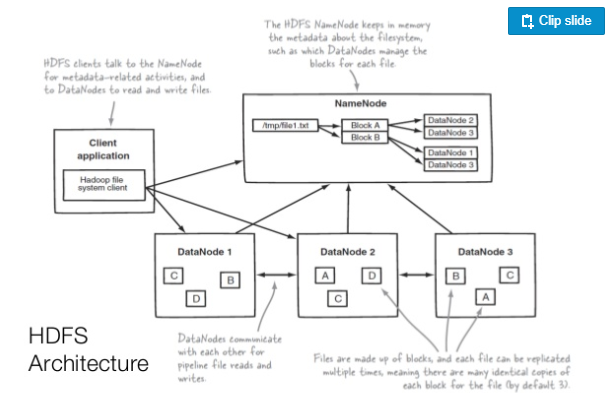 Clip slide
The HDFS NameNode keeps in memory
the metadata about the filesystem,
such as which DataNodes manage the
blocks for each file.
HDFS clients talk to the NameNode
for metadata-related activities, and
to DataNodes to read and write files.
NameNode
/tmp/file1.txt
Block A
Block B
DataNode 2
DataNode 3
DataNode 1
DataNode 3
Client
application
Hadoop file
system client
DataNode 1
C
B
D
DataNode 2
A
D
C
DataNode 3
B
C
A
HDFS
Architecture
DataNodes communicate
with each other for
pipeline file reads and
writes.
Files are made up of blocks, and each file can be replicated
multiple times, meaning there are many identical copies of
each block for the file (by default 3).